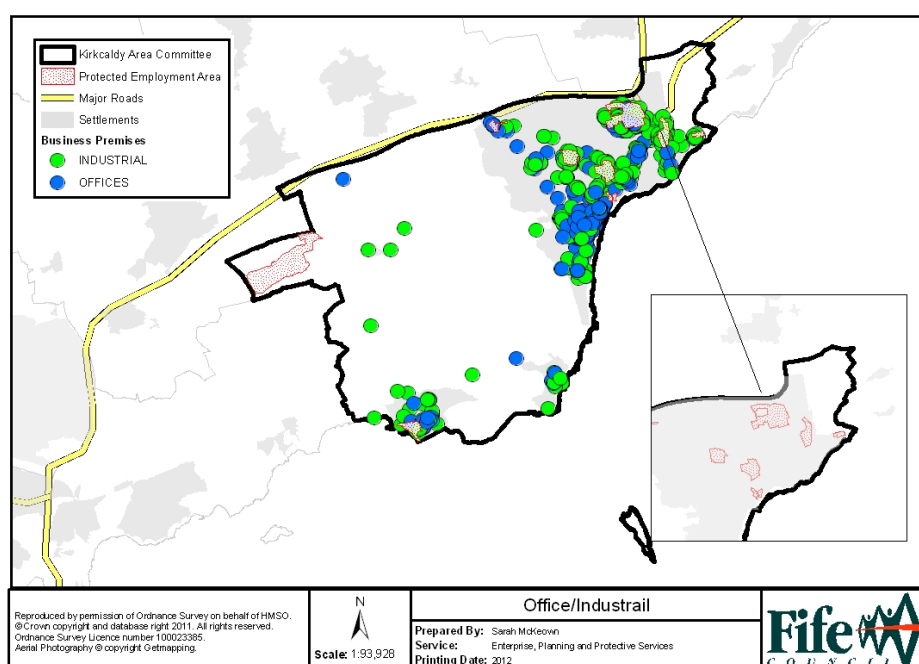 Kirkcaldy Area Committee
Protected Employment Area
Major Roads
Settlements
Business Premises
INDUSTRIAL
OFFICES
Reproduced by permission of Ordnance Survey on behalf of HMSO.
© Crown copyright and database right 2011. All rights reserved.
Ordnance Survey Licence number 100023385.
Aerial Photography © copyright Getmapping.
N
Scale: 1:93,928
Office/Industrail
Prepared By: Sarah McKeown
Service: Enterprise, Planning and Protective Services
Printing Date: 2012
Fife
COUNCIL